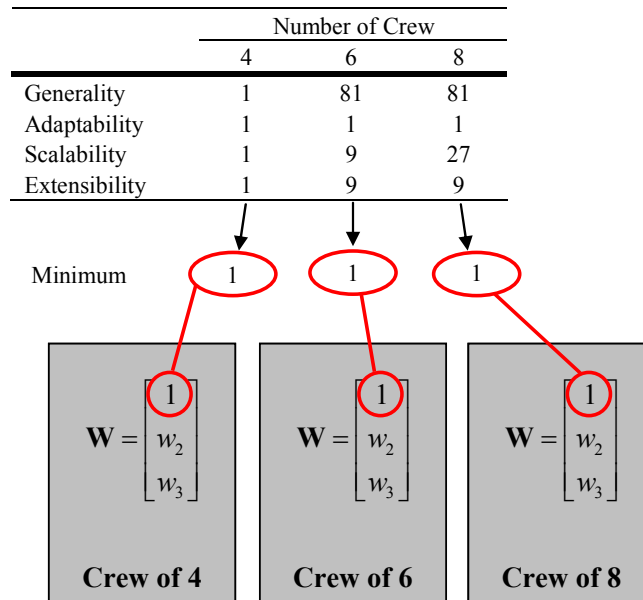 Number of Crew
4 6 8
Generality 1 81 81
Adaptability 1 1 1
Scalability 1 9 27
Extensibility 1 9 9
Minimum 1 1 1
1 1 1
W = w₂ W = w₂ W = w₂
w₃ w₃ w₃
Crew of 4 Crew of 6 Crew of 8